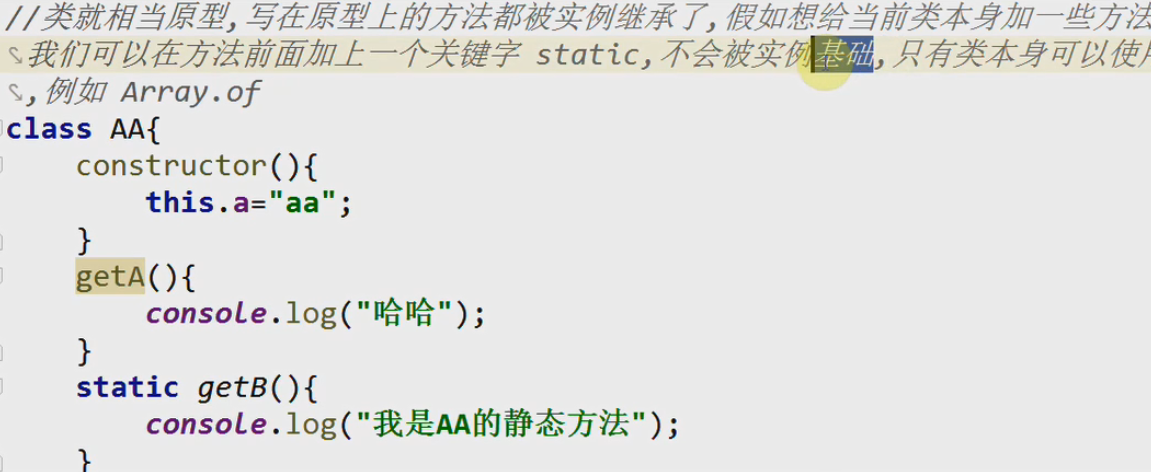 //类就相当原型,写在原型上的方法都被实例继承了,假如想给当前类本身加一些方法
我们可以在方法前面加上一个关键字 static,不会被实例基础,只有类本身可以使用
,例如 Array.of
class AA{
constructor(){
this.a="aa";
}
getA(){
console.log("哈哈");
}
static getB(){
console.log("我是AA的静态方法");
}